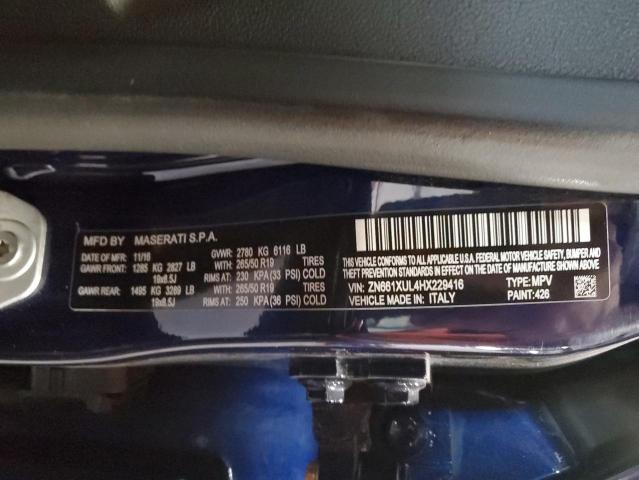 MFD BY MASERATI S.P.A.
DATE OF MFR: 11/16 GVWR: 2780 KG 6116 LB
GAWR FRONT: 1285 KG 2827 LB WITH: 265/50 R19 TIRES
19x8.5J RIMS AT: 230 KPA (33 PSI) COLD
GAWR REAR: 1495 KG 3289 LB WITH: 265/50 R19 TIRES
19x8.5J RIMS AT: 250 KPA (36 PSI) COLD
THIS VEHICLE CONFORMS TO ALL APPLICABLE U.S.A. FEDERAL MOTOR VEHICLE SAFETY,
BUMPER, AND THEFT PREVENTION STANDARDS IN EFFECT ON THE DATE OF MANUFACTURE SHOWN ABOVE
VIN: ZN661XUL4HX229416 TYPE: MPV
VEHICLE MADE IN: ITALY PAINT: 426